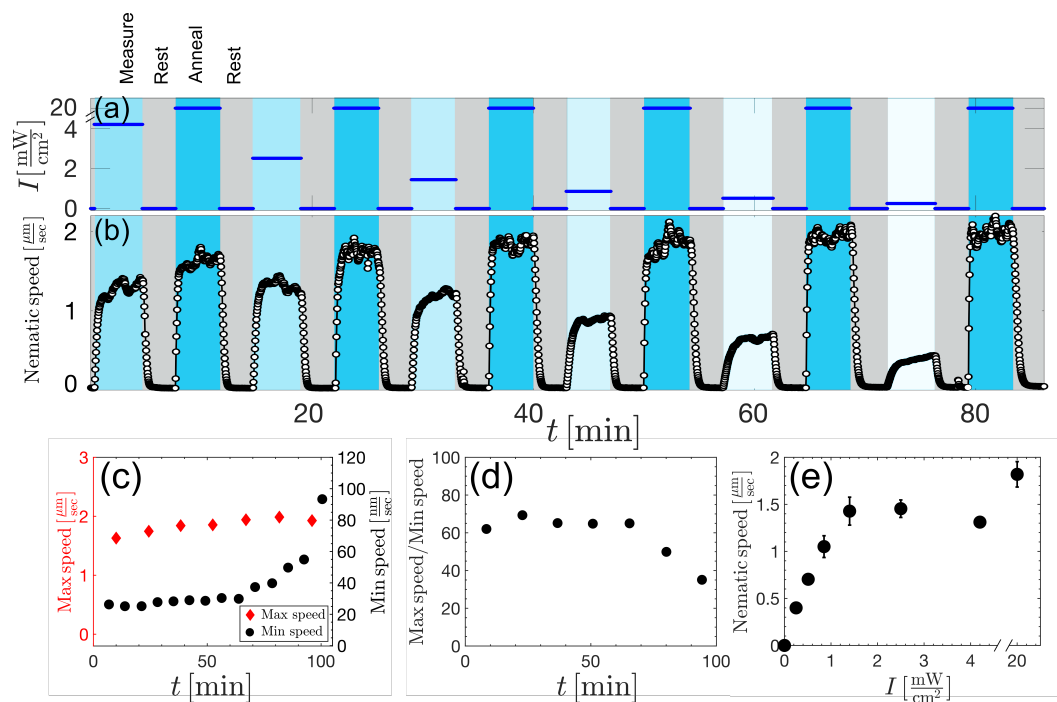 Measure
Rest
Anneal
Rest
(a)
20
4
2
0
I [mW/cm²]
(b)
2
1
0
Nematic speed [μm/sec]
20
40
60
80
t [min]
(c)
3
2
1
0
Max speed [μm/sec]
120
100
80
60
40
20
0
Min speed [nm/sec]
Max speed
Min speed
0
50
100
t [min]
(d)
100
80
60
40
20
0
Max speed/Min speed
0
50
100
t [min]
(e)
2
1.5
1
0.5
0
Nematic speed [μm/sec]
0
1
2
3
4
20
I [mW/cm²]